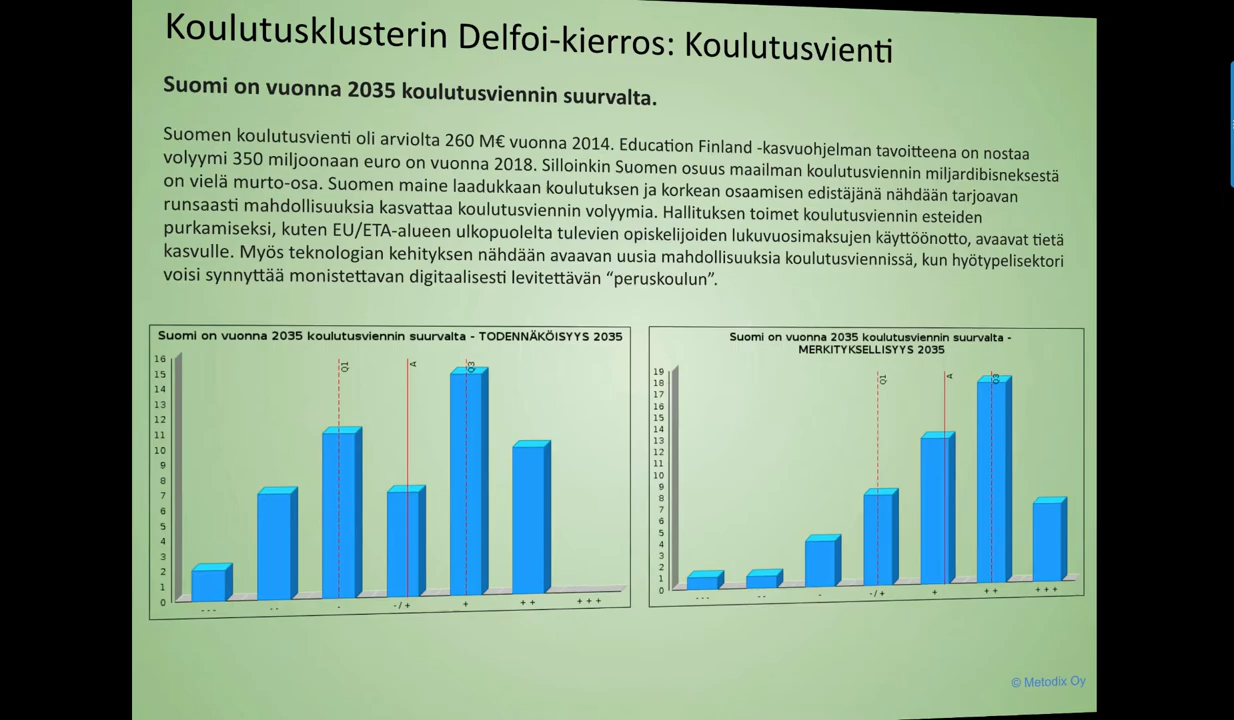 Koulutusklusterin Delfoi-kierros: Koulutusvienti
Suomi on vuonna 2035 koulutusviennin suurvalta.
Suomen koulutusvienti oli arviolta 260 M€ vuonna 2014. Education Finland -kasvuohjelman tavoitteena on nostaa
volyymi 350 miljoonaan euro on vuonna 2018. Silloinkin Suomen osuus maailman koulutusviennin miljardibisneksestä
on vielä murto-osa. Suomen maine laadukkaan koulutuksen ja korkean osaamisen edistäjänä nähdään tarjoavan
runsaasti mahdollisuuksia kasvattaa koulutusviennin volyymia. Hallituksen toimet koulutusviennin esteiden
purkamiseksi, kuten EU/ETA-alueen ulkopuolelta tulevien opiskelijoiden lukuvuosimaksujen käyttöönotto, avaavat tietä
kasvulle. Myös teknologian kehityksen nähdään avaavan uusia mahdollisuuksia koulutusviennissä, kun hyötypelisektori
voisi synnyttää monistettavan digitaalisesti levitettävän “peruskoulun”.
Suomi on vuonna 2035 koulutusviennin suurvalta - TODENNÄKÖISYYS 2035
16
15
14
13
12
11
10
9
8
7
6
5
4
3
2
1
0
Q1
A
Q3
- - -
- -
-
- / +
+
+ +
+ + +
Suomi on vuonna 2035 koulutusviennin suurvalta -
MERKITYKSELLISYYS 2035
19
18
17
16
15
14
13
12
11
10
9
8
7
6
5
4
3
2
1
0
Q1
A
Q3
- - -
- -
-
- / +
+
+ +
+ + +
© Metodix Oy